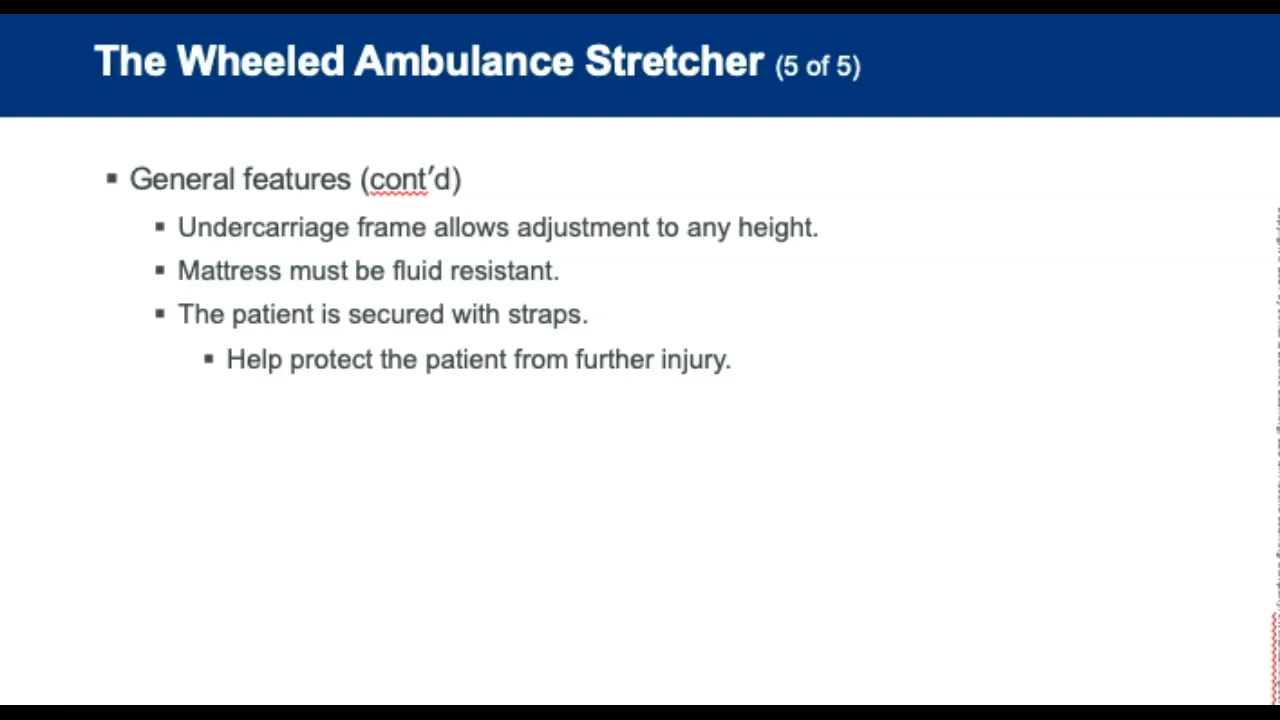 The Wheeled Ambulance Stretcher (5 of 5)
▪ General features (cont’d)
▪ Undercarriage frame allows adjustment to any height.
▪ Mattress must be fluid resistant.
▪ The patient is secured with straps.
▪ Help protect the patient from further injury.